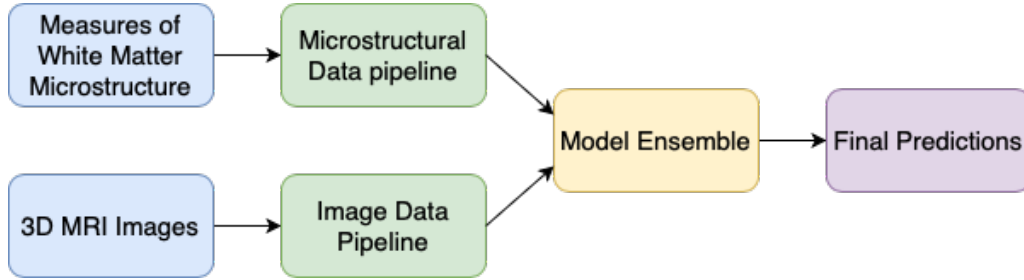 Measures of
White Matter
Microstructure
Microstructural
Data pipeline
3D MRI Images
Image Data
Pipeline
Model Ensemble
Final Predictions